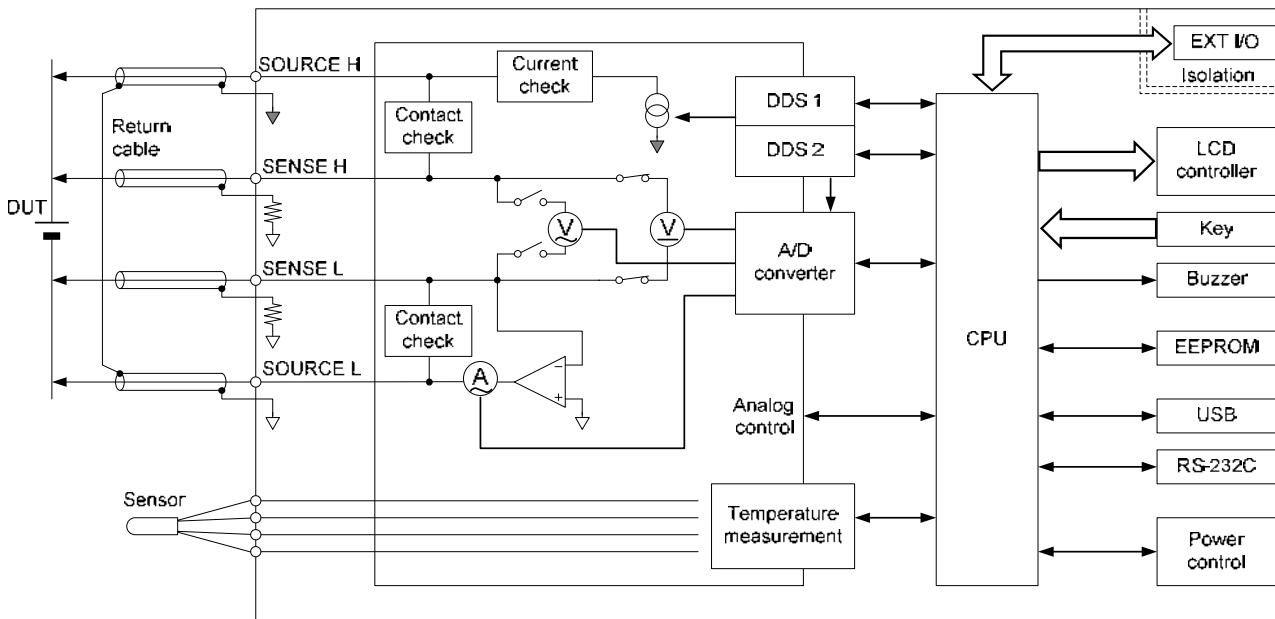 SOURCE H
Current
check
EXT I/O
Isolation
DDS 1
DDS 2
Contact
check
Return
cable
SENSE H
LCD
controller
DUT
V
V
A/D
converter
Key
SENSE L
Buzzer
Contact
check
CPU
EEPROM
SOURCE L
A
Analog
control
USB
RS-232C
Sensor
Temperature
measurement
Power
control